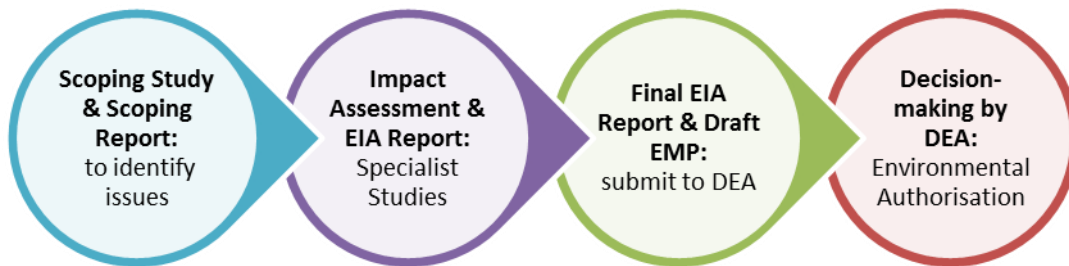 Scoping Study
& Scoping
Report:
to identify
issues
Impact
Assessment &
EIA Report:
Specialist
Studies
Final EIA
Report & Draft
EMP:
submit to DEA
Decision-
making by
DEA:
Environmental
Authorisation